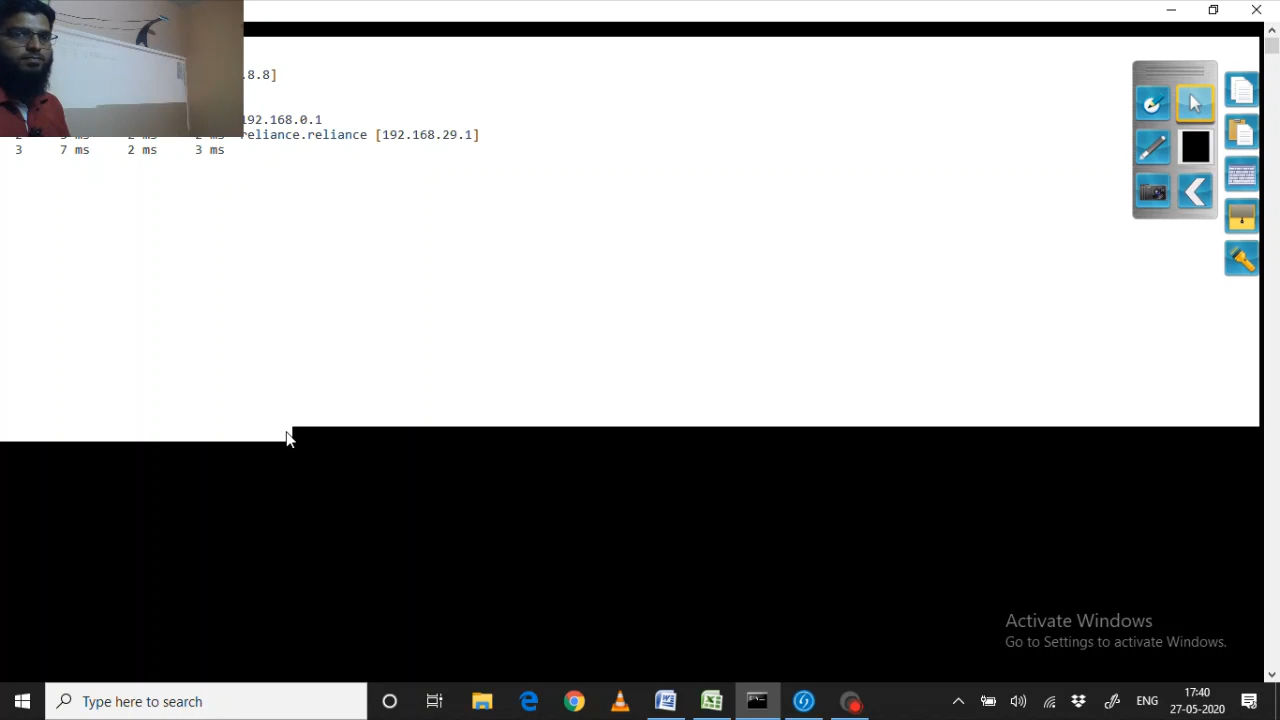 .8.8]
192.168.0.1
reliance.reliance [192.168.29.1]
3 7 ms 2 ms 3 ms
Activate Windows
Go to Settings to activate Windows.
Type here to search
ENG
17:40
27-05-2020